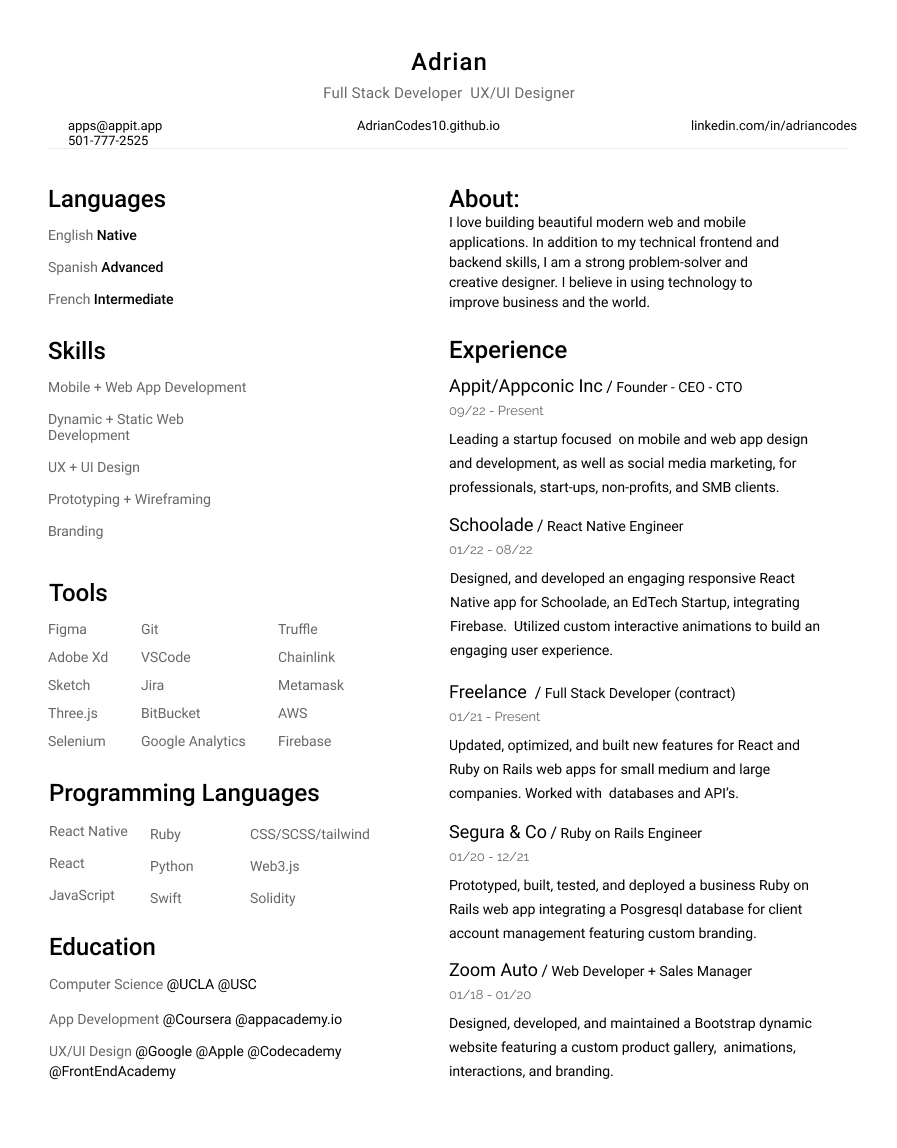 Adrian
Full Stack Developer  UX/UI Designer
apps@appit.app
501-777-2525
AdrianCodes10.github.io
linkedin.com/in/adriancodes
Languages
English Native
Spanish Advanced
French Intermediate
Skills
Mobile + Web App Development
Dynamic + Static Web
Development
UX + UI Design
Prototyping + Wireframing
Branding
Tools
Figma Git Truffle
Adobe Xd VSCode Chainlink
Sketch Jira Metamask
Three.js BitBucket AWS
Selenium Google Analytics Firebase
Programming Languages
React Native Ruby CSS/SCSS/tailwind
React Python Web3.js
JavaScript Swift Solidity
Education
Computer Science @UCLA @USC
App Development @Coursera @appacademy.io
UX/UI Design @Google @Apple @Codecademy
@FrontEndAcademy
About:
I love building beautiful modern web and mobile
applications. In addition to my technical frontend and
backend skills, I am a strong problem-solver and
creative designer. I believe in using technology to
improve business and the world.
Experience
Appit/Appconic Inc / Founder - CEO - CTO
09/22 - Present
Leading a startup focused  on mobile and web app design
and development, as well as social media marketing, for
professionals, start-ups, non-profits, and SMB clients.
Schoolade / React Native Engineer
01/22 - 08/22
Designed, and developed an engaging responsive React
Native app for Schoolade, an EdTech Startup, integrating
Firebase.  Utilized custom interactive animations to build an
engaging user experience.
Freelance  / Full Stack Developer (contract)
01/21 - Present
Updated, optimized, and built new features for React and
Ruby on Rails web apps for small medium and large
companies. Worked with  databases and API’s.
Segura & Co / Ruby on Rails Engineer
01/20 - 12/21
Prototyped, built, tested, and deployed a business Ruby on
Rails web app integrating a Posgresql database for client
account management featuring custom branding.
Zoom Auto / Web Developer + Sales Manager
01/18 - 01/20
Designed, developed, and maintained a Bootstrap dynamic
website featuring a custom product gallery,  animations,
interactions, and branding.